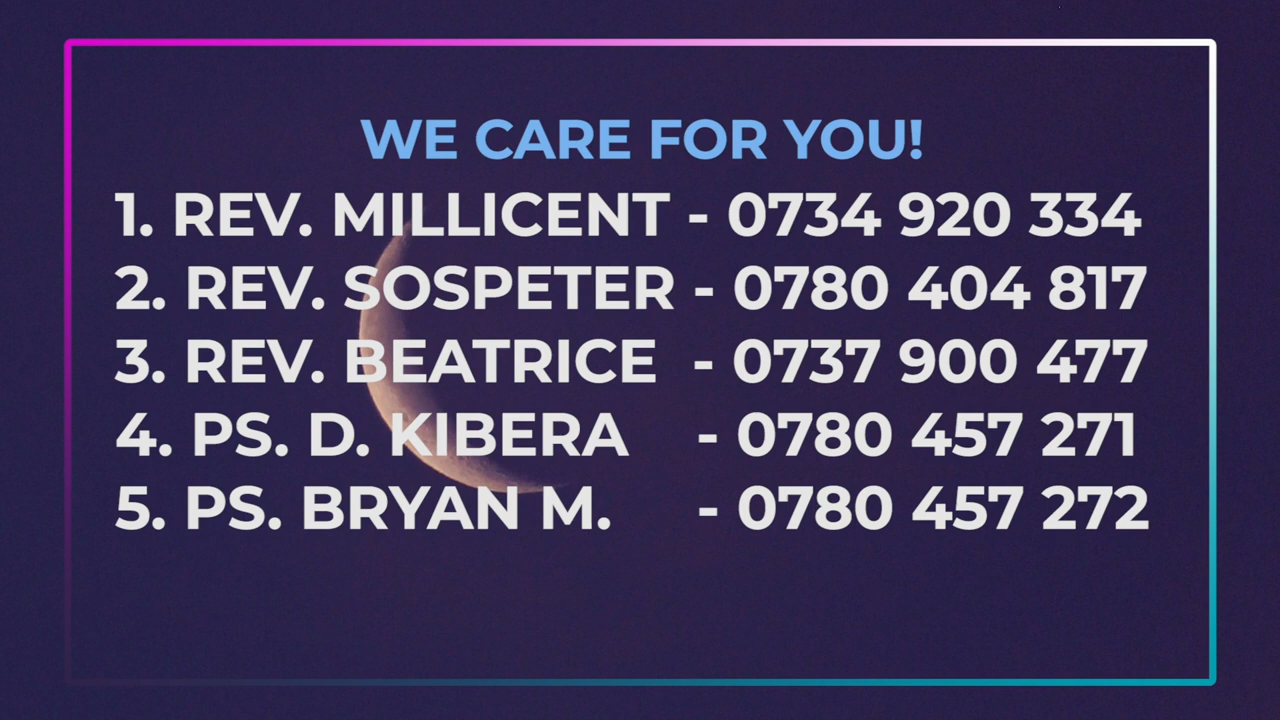 WE CARE FOR YOU!
1. REV. MILLICENT - 0734 920 334
2. REV. SOSPETER - 0780 404 817
3. REV. BEATRICE - 0737 900 477
4. PS. D. KIBERA - 0780 457 271
5. PS. BRYAN M. - 0780 457 272